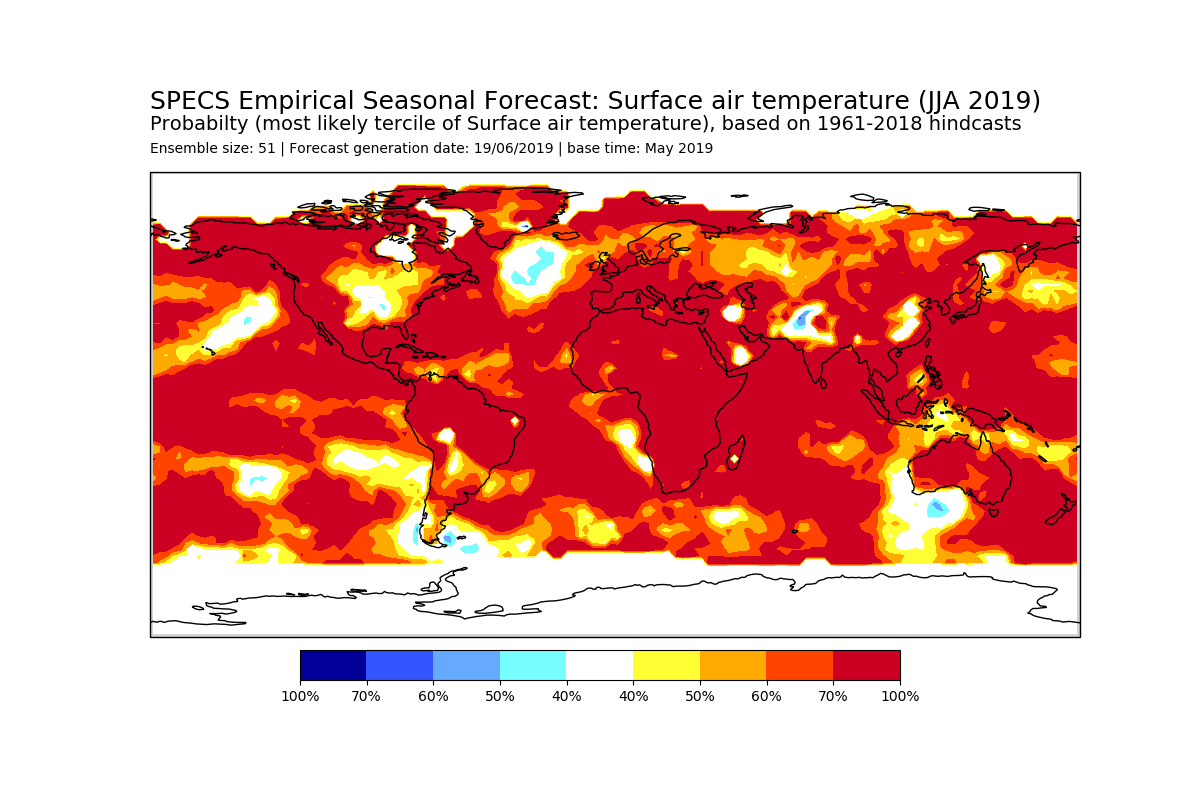 SPECS Empirical Seasonal Forecast: Surface air temperature (JJA 2019)
Probabilty (most likely tercile of Surface air temperature), based on 1961-2018 hindcasts
Ensemble size: 51 | Forecast generation date: 19/06/2019 | base time: May 2019
100% 70% 60% 50% 40% 40% 50% 60% 70% 100%